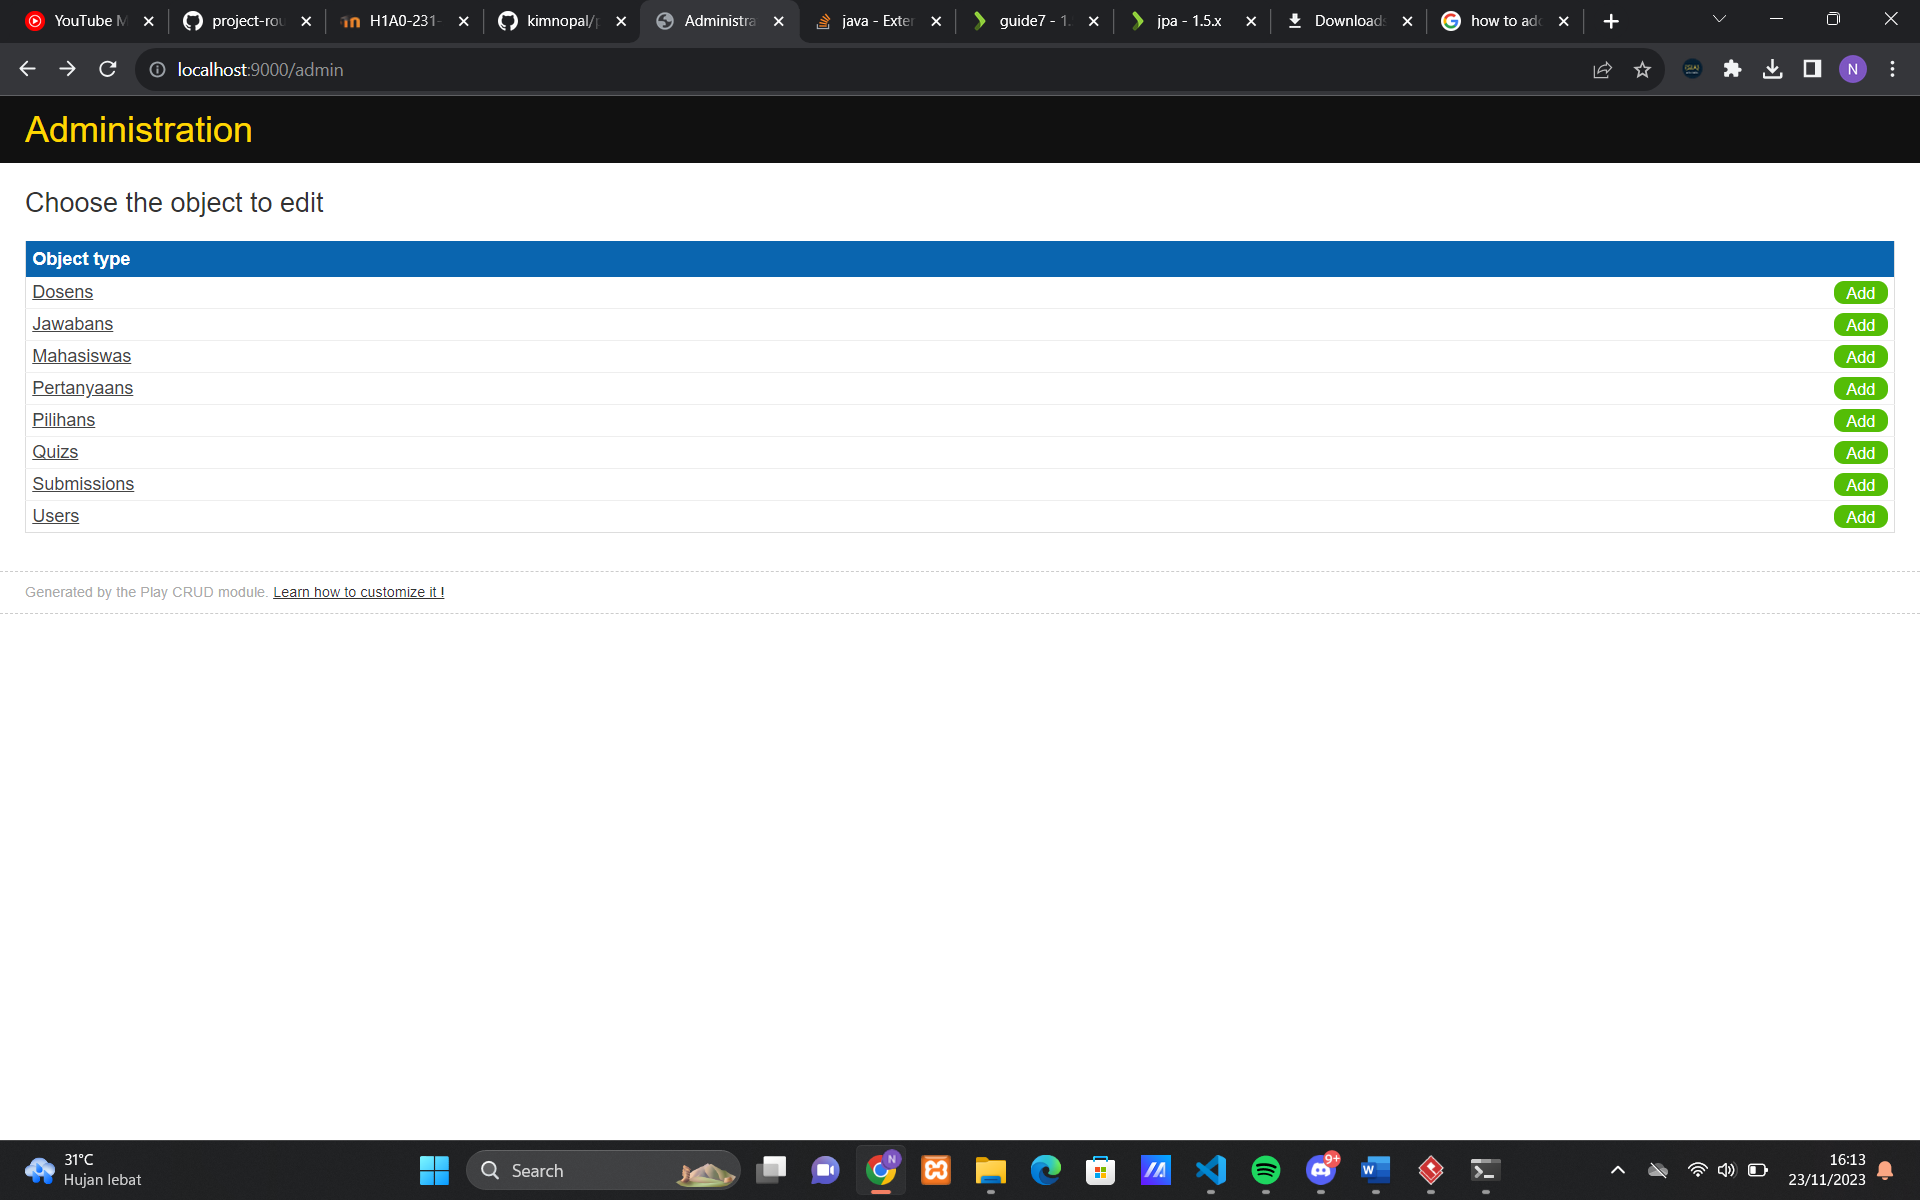 YouTube M
project-rou
H1A0-231-
kimnopal/p
Administra
java - Exter
guide7 - 1.
jpa - 1.5.x
Downloads
how to add
localhost:9000/admin
N
Administration
Choose the object to edit
Object type
Dosens Add
Jawabans Add
Mahasiswas Add
Pertanyaans Add
Pilihans Add
Quizs Add
Submissions Add
Users Add
Generated by the Play CRUD module. Learn how to customize it !
31°C
Hujan lebat
Search
N
9+
16:13
23/11/2023